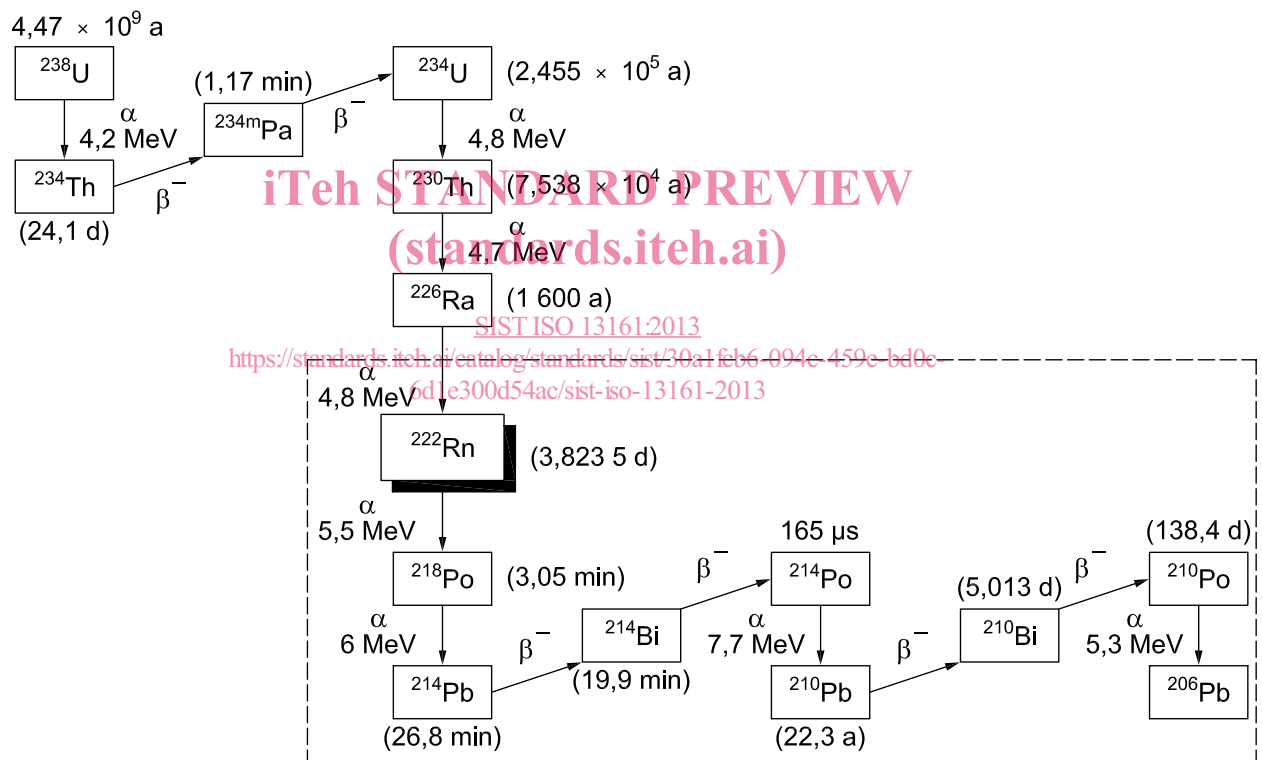 4,47 × 10⁹ a
²³⁸U
α
4,2 MeV
²³⁴Th
(24,1 d)
β⁻
(1,17 min)
²³⁴ᵐPa
β⁻
²³⁴U
(2,455 × 10⁵ a)
α
4,8 MeV
²³⁰Th
(7,538 × 10⁴ a)
iTeh STANDARD PREVIEW
α
4,7 MeV
(standards.iteh.ai)
²²⁶Ra
(1 600 a)
SIST ISO 13161:2013
https://standards.iteh.ai/catalog/standards/sist/30a1feb6-094c-459c-bd0c-
6d1e300d54ac/sist-iso-13161-2013
α
4,8 MeV
²²²Rn
(3,823 5 d)
α
5,5 MeV
²¹⁸Po
(3,05 min)
α
6 MeV
²¹⁴Pb
(26,8 min)
β⁻
²¹⁴Bi
(19,9 min)
β⁻
165 µs
²¹⁴Po
α
7,7 MeV
²¹⁰Pb
(22,3 a)
β⁻
(5,013 d)
²¹⁰Bi
β⁻
(138,4 d)
²¹⁰Po
α
5,3 MeV
²⁰⁶Pb